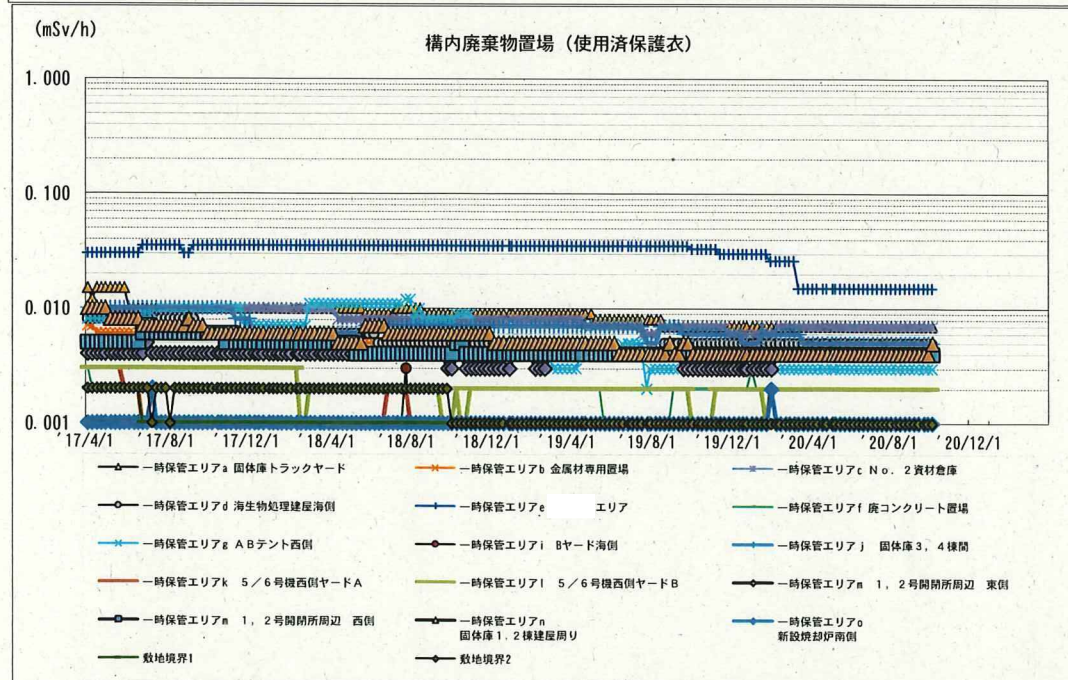 (mSv/h)
構内廃棄物置場（使用済保護衣）
1.000
0.100
0.010
0.001
17/4/1 17/8/1 17/12/1 18/4/1 18/8/1 18/12/1 19/4/1 19/8/1 19/12/1 20/4/1 20/8/1 20/12/1
一時保管エリアa 固体庫トラックヤード
一時保管エリアb 金属材専用置場
一時保管エリアc No．2資材倉庫
一時保管エリアd 海生物処理建屋海側
一時保管エリアe エリア
一時保管エリアf 廃コンクリート置場
一時保管エリアg ABテント西側
一時保管エリアi Bヤード海側
一時保管エリアj 固体庫3，4棟間
一時保管エリアk 5／6号機西側ヤードA
一時保管エリアl 5／6号機西側ヤードB
一時保管エリアm 1，2号開閉所周辺 東側
一時保管エリアm 1，2号開閉所周辺 西側
一時保管エリアn
固体庫1．2棟建屋周り
一時保管エリアo
新設焼却炉南側
敷地境界1
敷地境界2